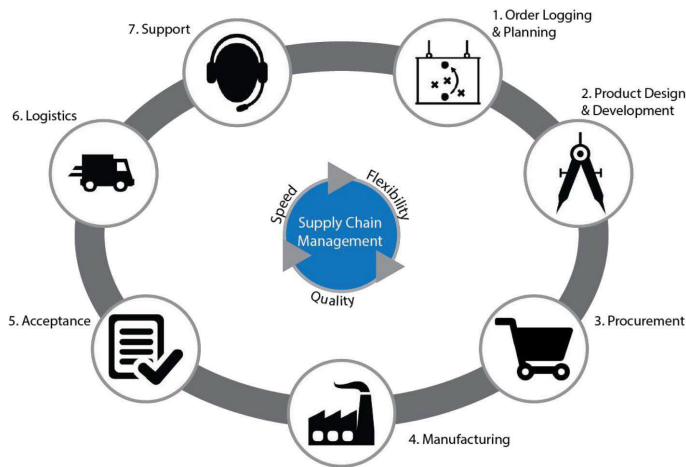 1. Order Logging
& Planning
2. Product Design
& Development
3. Procurement
4. Manufacturing
5. Acceptance
6. Logistics
7. Support
Speed
Flexibility
Quality
Supply Chain
Management